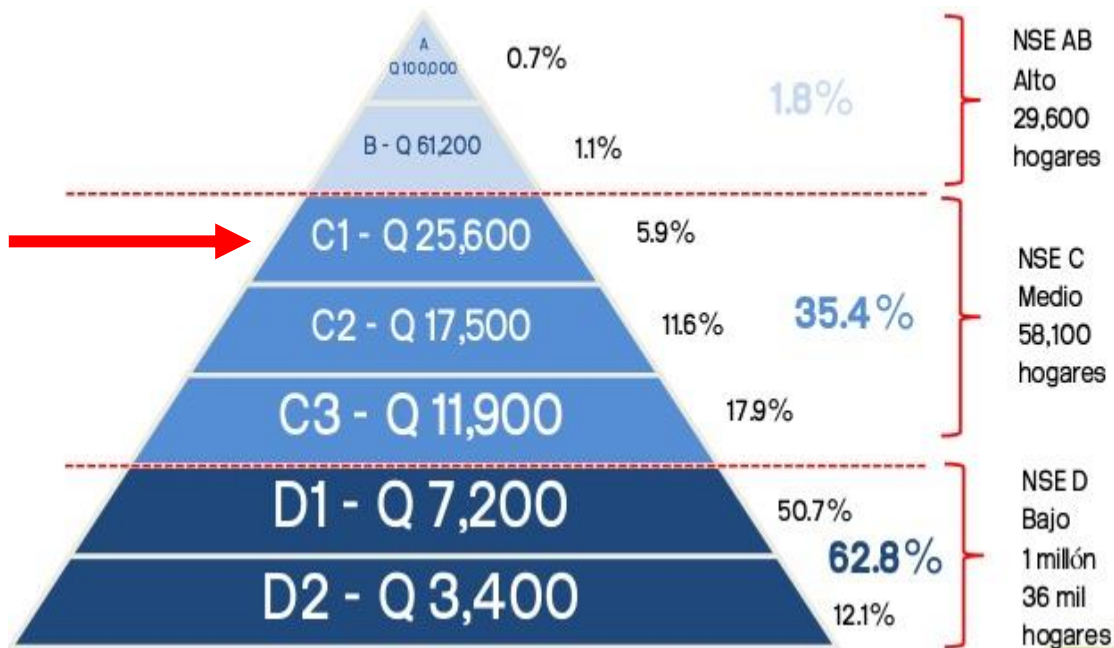 A
Q 100,000
0.7%
B - Q 61,200
1.1%
1.8%
NSE AB
Alto
29,600
hogares
C1 - Q 25,600
5.9%
C2 - Q 17,500
11.6%
C3 - Q 11,900
17.9%
35.4%
NSE C
Medio
58,100
hogares
D1 - Q 7,200
50.7%
D2 - Q 3,400
12.1%
62.8%
NSE D
Bajo
1 millón
36 mil
hogares